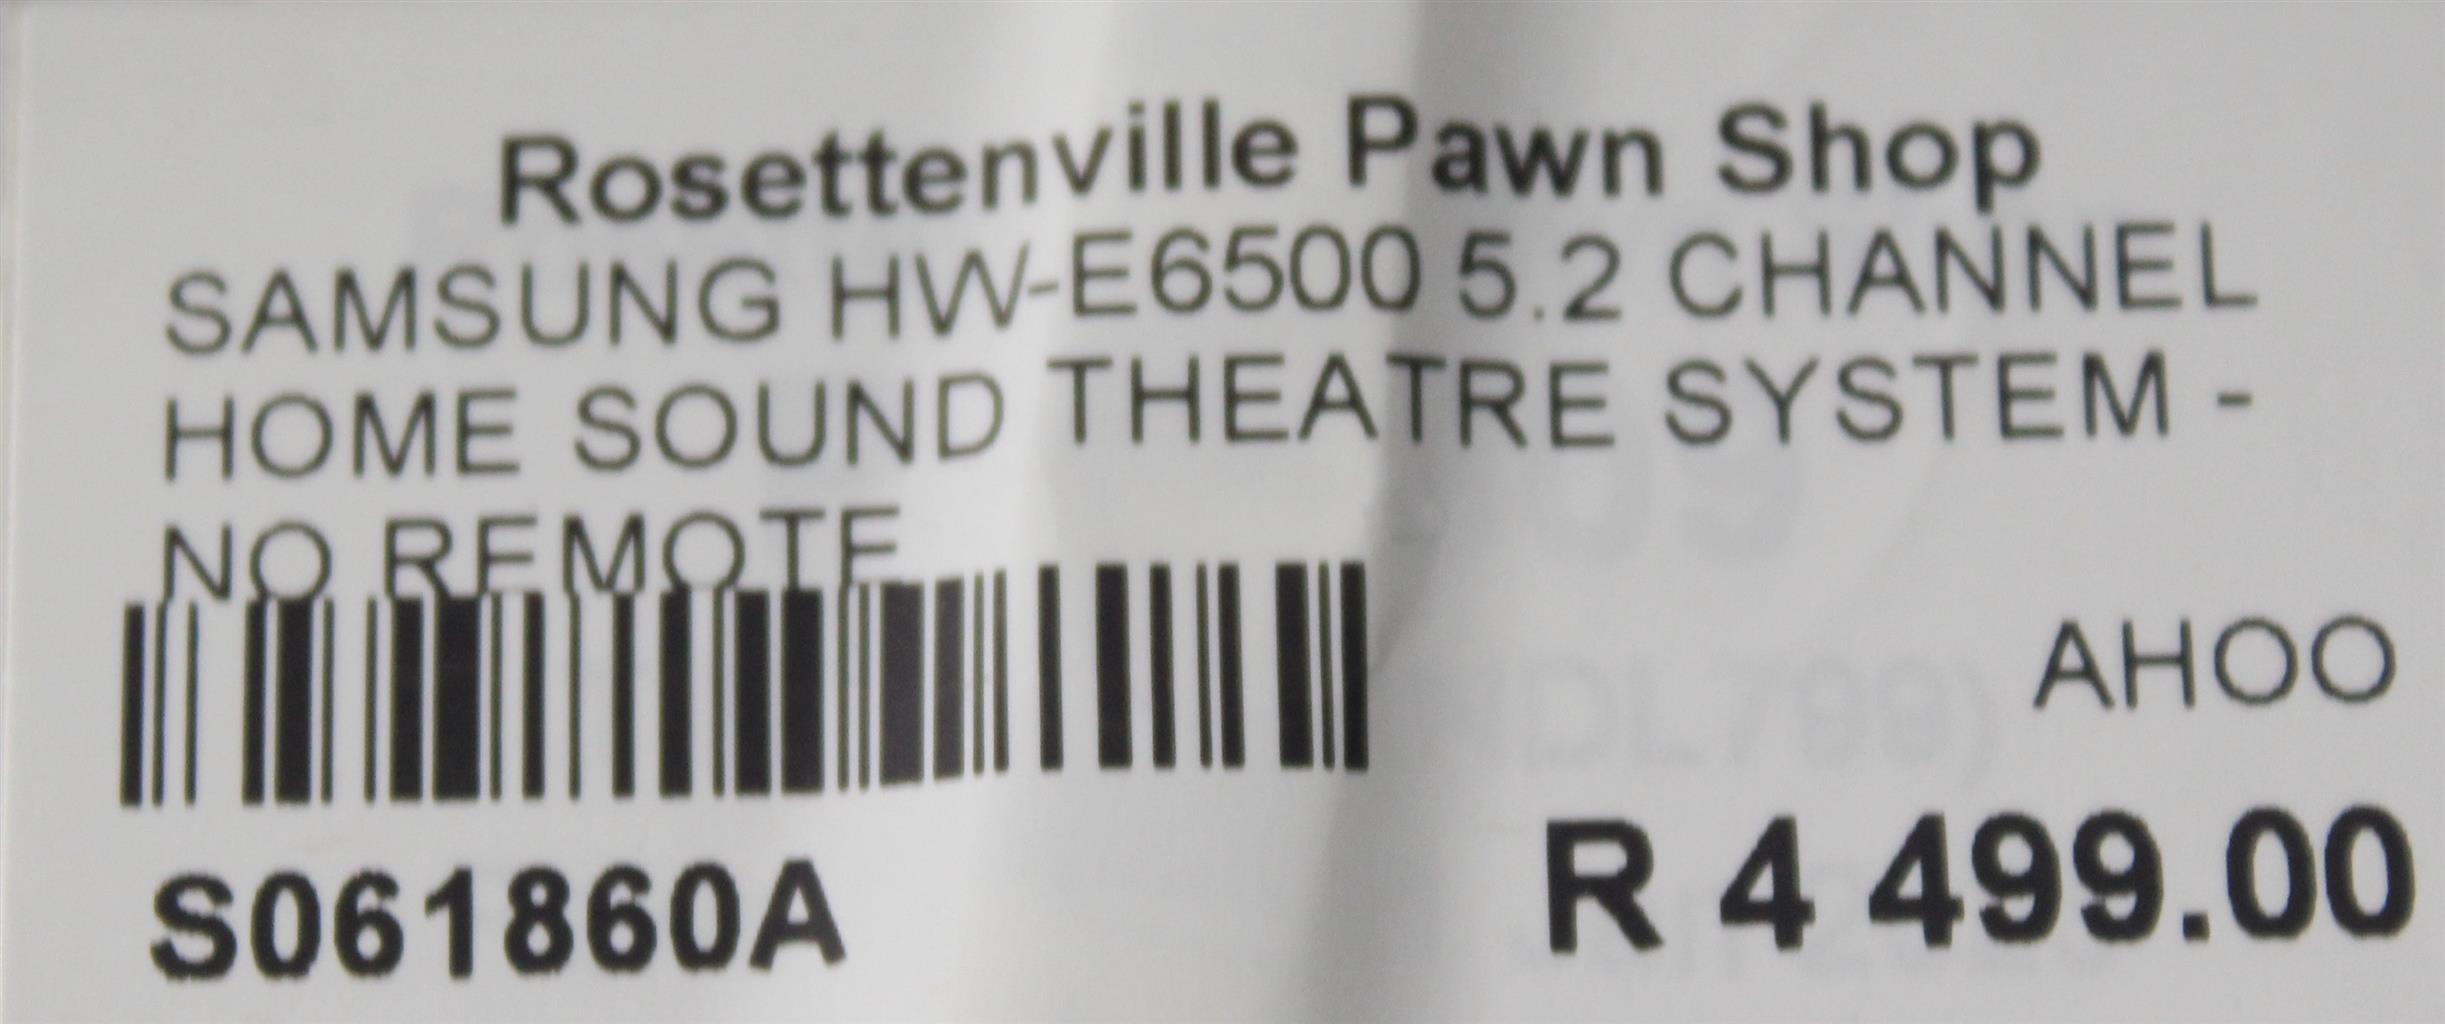 Rosettenville Pawn Shop
SAMSUNG HW-E6500 5.2 CHANNEL
HOME SOUND THEATRE SYSTEM -
NO REMOTE
AHOO
S061860A
R 4 499.00